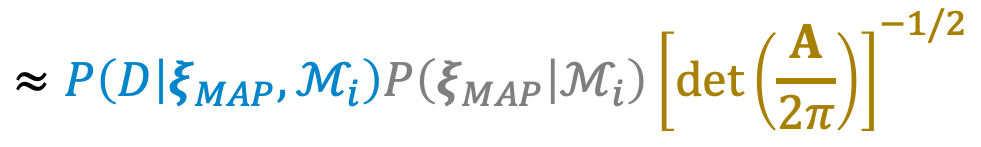 ≈ P(D|ξ_MAP, ℳ_i)P(ξ_MAP|ℳ_i) [det(A/2π)]^{-1/2}